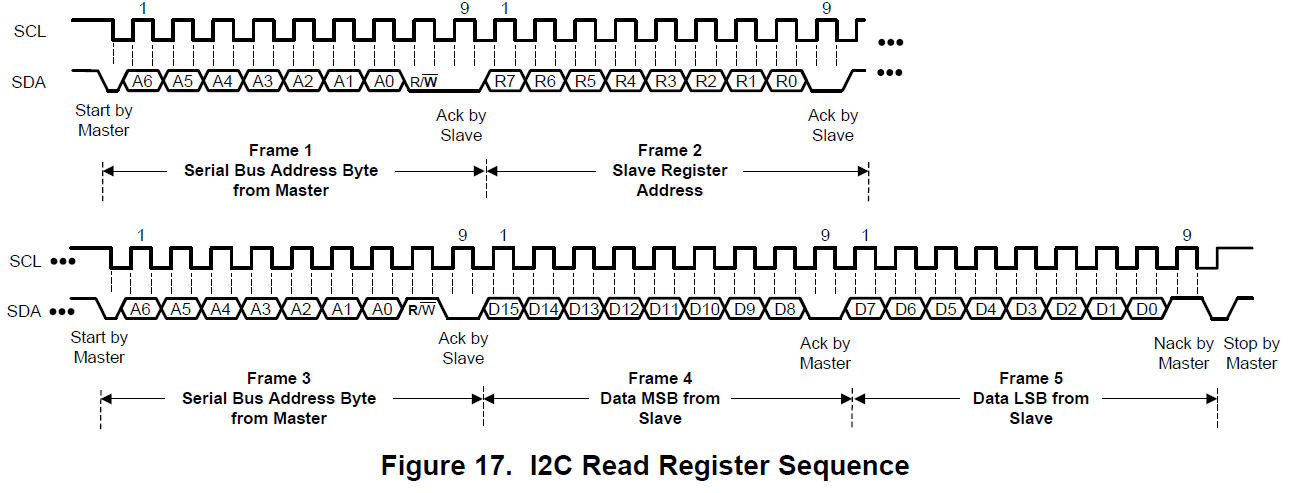 1 9 1 9
SCL •••
SDA A6 A5 A4 A3 A2 A1 A0 R/W̅ R7 R6 R5 R4 R3 R2 R1 R0 •••
Start by
Master
Ack by
Slave
Ack by
Slave
Frame 1
Serial Bus Address Byte
from Master
Frame 2
Slave Register
Address
1 9 1 9 1 9
SCL •••
SDA ••• A6 A5 A4 A3 A2 A1 A0 R/W̅ D15 D14 D13 D12 D11 D10 D9 D8 D7 D6 D5 D4 D3 D2 D1 D0
Start by
Master
Ack by
Slave
Ack by
Master
Nack by
Master
Stop by
Master
Frame 3
Serial Bus Address Byte
from Master
Frame 4
Data MSB from
Slave
Frame 5
Data LSB from
Slave
Figure 17. I2C Read Register Sequence